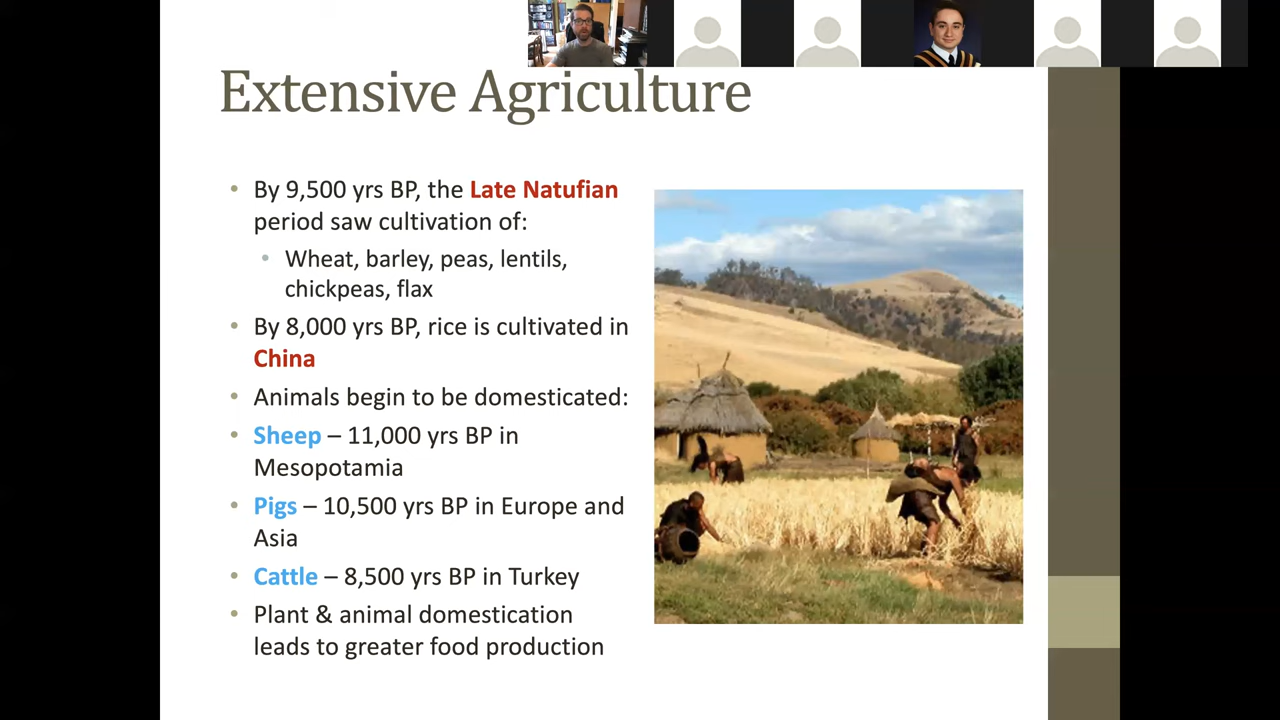 Extensive Agriculture
• By 9,500 yrs BP, the Late Natufian
period saw cultivation of:
• Wheat, barley, peas, lentils,
chickpeas, flax
• By 8,000 yrs BP, rice is cultivated in
China
• Animals begin to be domesticated:
• Sheep – 11,000 yrs BP in
Mesopotamia
• Pigs – 10,500 yrs BP in Europe and
Asia
• Cattle – 8,500 yrs BP in Turkey
• Plant & animal domestication
leads to greater food production